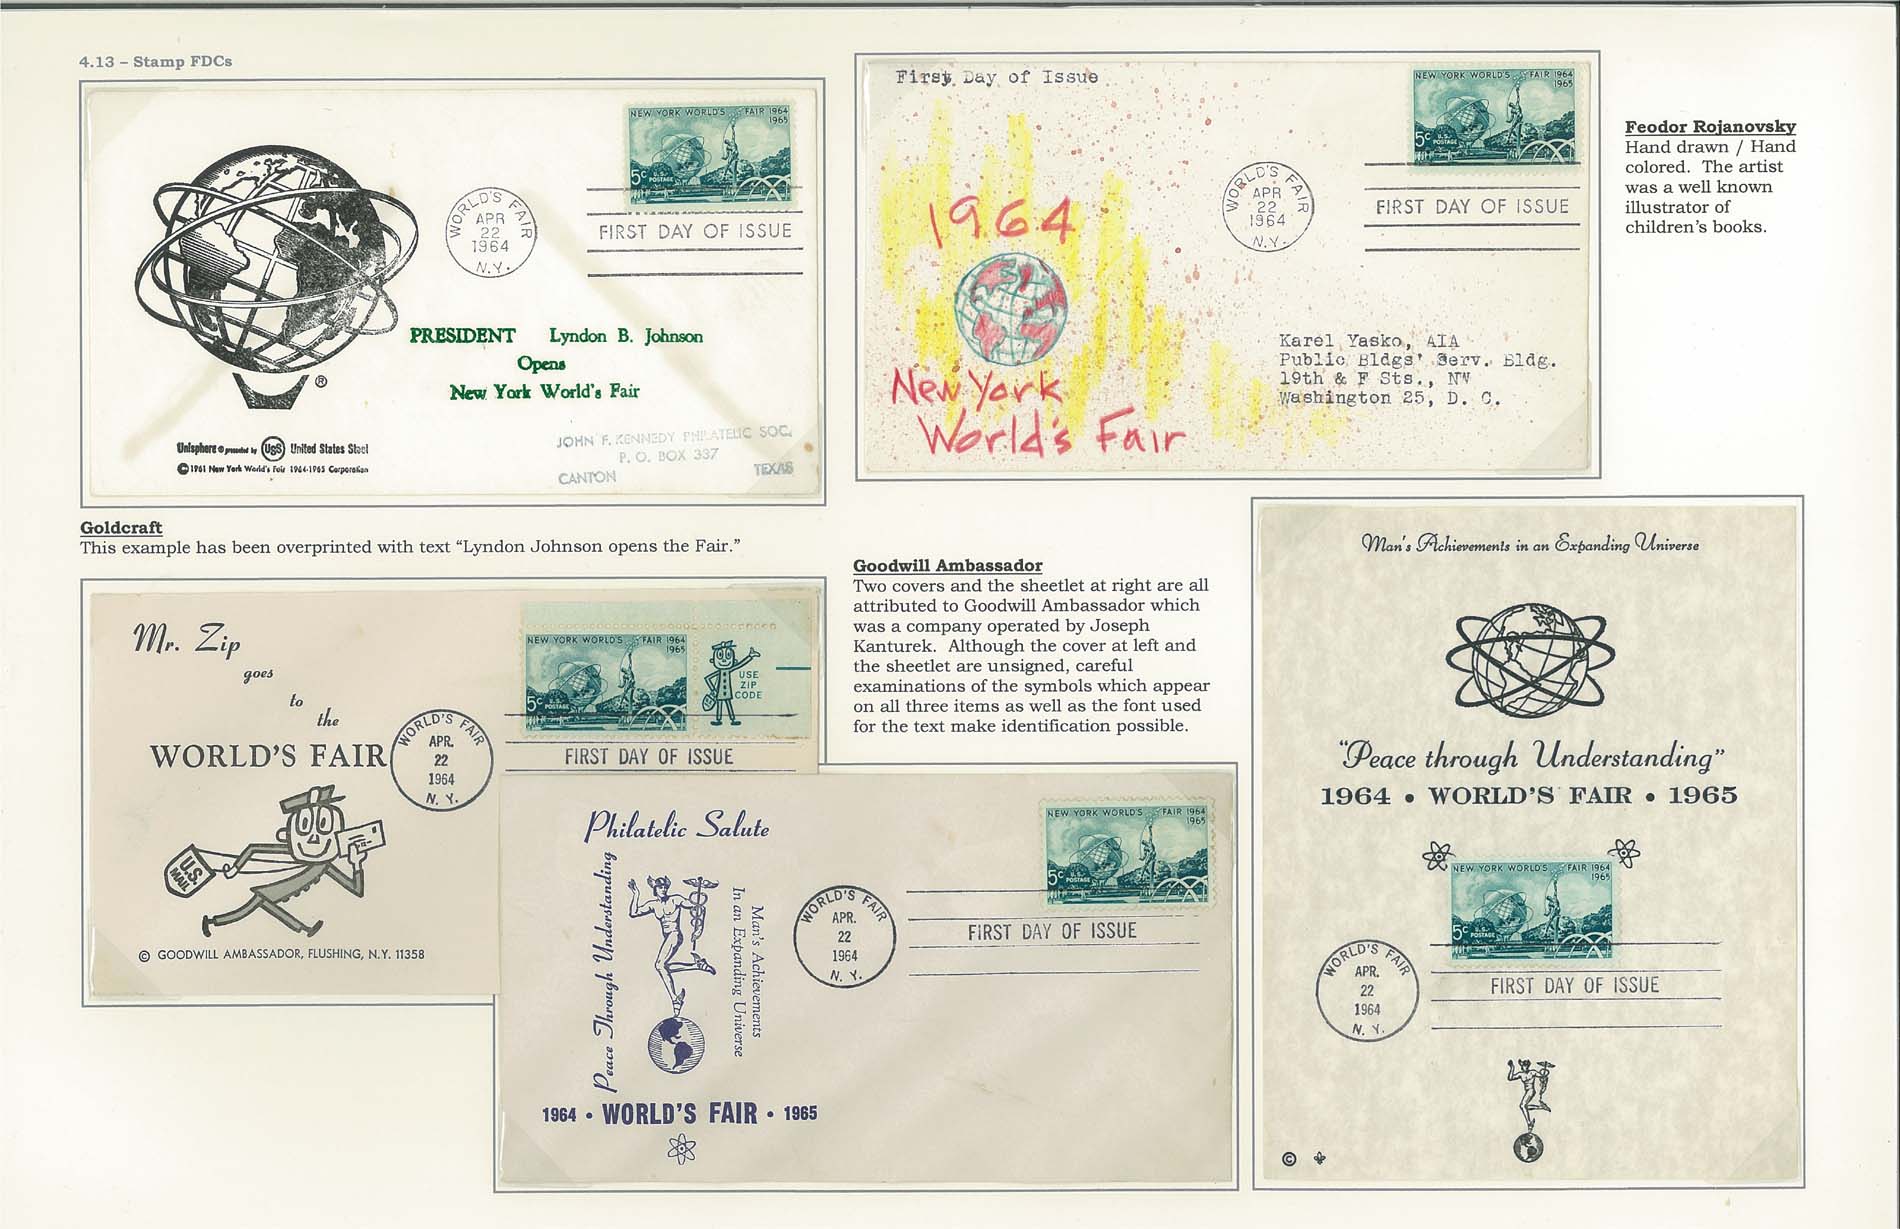 4.13 – Stamp FDCs
NEW YORK WORLD'S FAIR 1964
1965
5c U.S.
POSTAGE
WORLD'S FAIR
APR
22
1964
N.Y.
FIRST DAY OF ISSUE
PRESIDENT Lyndon B. Johnson
Opens
New York World's Fair
®
Unisphere ® presented by USS United States Steel
© 1961 New York World's Fair 1964-1965 Corporation
JOHN F. KENNEDY PHILATELIC SOC.
P. O. BOX 337
CANTON TEXAS
Goldcraft
This example has been overprinted with text “Lyndon Johnson opens the Fair.”
First Day of Issue
NEW YORK WORLD'S FAIR 1964
1965
5c U.S.
POSTAGE
WORLD'S FAIR
APR
22
1964
N.Y.
FIRST DAY OF ISSUE
1964
New York
World's Fair
Karel Yasko, AIA
Public Bldgs' Serv. Bldg.
19th & F Sts., NW
Washington 25, D. C.
Feodor Rojanovsky
Hand drawn / Hand
colored. The artist
was a well known
illustrator of
children’s books.
Mr. Zip
goes
to
the
WORLD'S FAIR
NEW YORK WORLD'S FAIR 1964
1965
5c U.S.
POSTAGE
USE
ZIP
CODE
WORLD'S FAIR
APR.
22
1964
N. Y.
FIRST DAY OF ISSUE
U.S.
MAIL
© GOODWILL AMBASSADOR, FLUSHING, N.Y. 11358
Goodwill Ambassador
Two covers and the sheetlet at right are all
attributed to Goodwill Ambassador which
was a company operated by Joseph
Kanturek. Although the cover at left and
the sheetlet are unsigned, careful
examinations of the symbols which appear
on all three items as well as the font used
for the text make identification possible.
Philatelic Salute
Peace Through Understanding
Man's Achievements
In an Expanding Universe
1964 • WORLD'S FAIR • 1965
NEW YORK WORLD'S FAIR 1964
1965
5c U.S.
POSTAGE
WORLD'S FAIR
APR.
22
1964
N. Y.
FIRST DAY OF ISSUE
Man's Achievements in an Expanding Universe
"Peace through Understanding"
1964 • WORLD'S FAIR • 1965
NEW YORK WORLD'S FAIR 1964
1965
5c U.S.
POSTAGE
WORLD'S FAIR
APR.
22
1964
N. Y.
FIRST DAY OF ISSUE
©